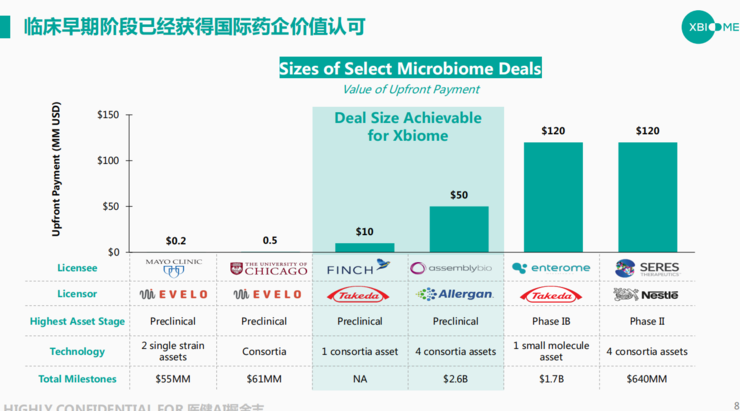 临床早期阶段已经获得国际药企价值认可
XBIOME
Sizes of Select Microbiome Deals
Value of Upfront Payment
Upfront Payment (MM USD)
$150
$100
$50
$0
Deal Size Achievable
for Xbiome
$0.2
0.5
$10
$50
$120
$120
Licensee
MAYO CLINIC
THE UNIVERSITY OF
CHICAGO
FINCH
assemblybio
enterome
SERES
THERAPEUTICS
Licensor
EVELO
EVELO
Takeda
Allergan
Takeda
Nestlé
Highest Asset Stage
Preclinical
Preclinical
Preclinical
Preclinical
Phase IB
Phase II
Technology
2 single strain
assets
Consortia
1 consortia asset
4 consortia assets
1 small molecule
asset
4 consortia assets
Total Milestones
$55MM
$61MM
NA
$2.6B
$1.7B
$640MM
HIGHLY CONFIDENTIAL FOR 医健AI掘金志
8